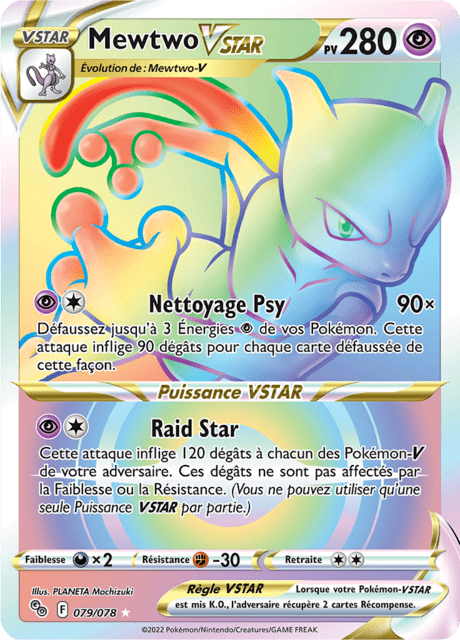 VSTAR Mewtwo VSTAR PV 280
Évolution de : Mewtwo-V
Nettoyage Psy 90×
Défaussez jusqu'à 3 Énergies de vos Pokémon. Cette
attaque inflige 90 dégâts pour chaque carte défaussée de
cette façon.
Puissance VSTAR
Raid Star
Cette attaque inflige 120 dégâts à chacun des Pokémon-V
de votre adversaire. Ces dégâts ne sont pas affectés par
la Faiblesse ou la Résistance. (Vous ne pouvez utiliser qu'une
seule Puissance VSTAR par partie.)
Faiblesse ×2 Résistance -30 Retraite
Illus. PLANETA Mochizuki
Règle VSTAR Lorsque votre Pokémon-VSTAR
est mis K.O., l'adversaire récupère 2 cartes Récompense.
F 079/078
©2022 Pokémon/Nintendo/Creatures/GAME FREAK